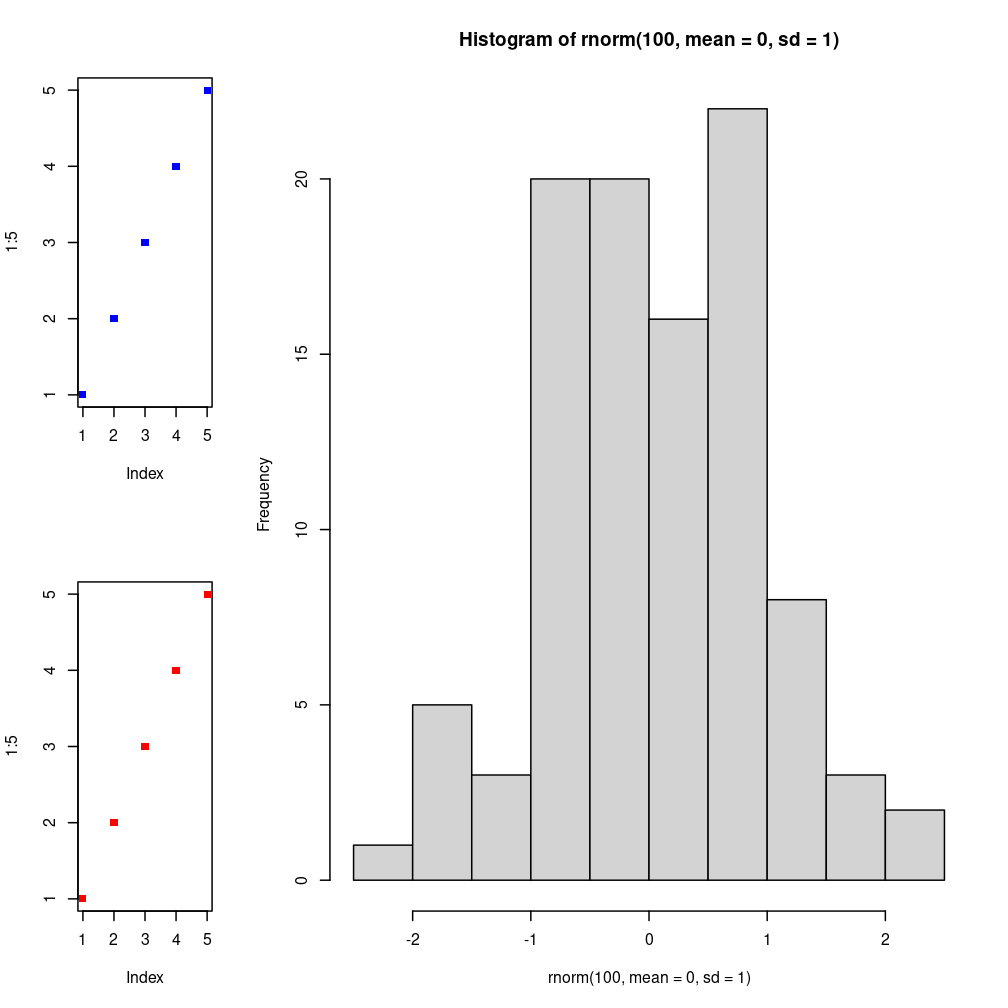 Histogram of rnorm(100, mean = 0, sd = 1)
5
4
3
2
1
1:5
1 2 3 4 5
Index
5
4
3
2
1
1:5
1 2 3 4 5
Index
20
15
10
5
0
Frequency
-2 -1 0 1 2
rnorm(100, mean = 0, sd = 1)